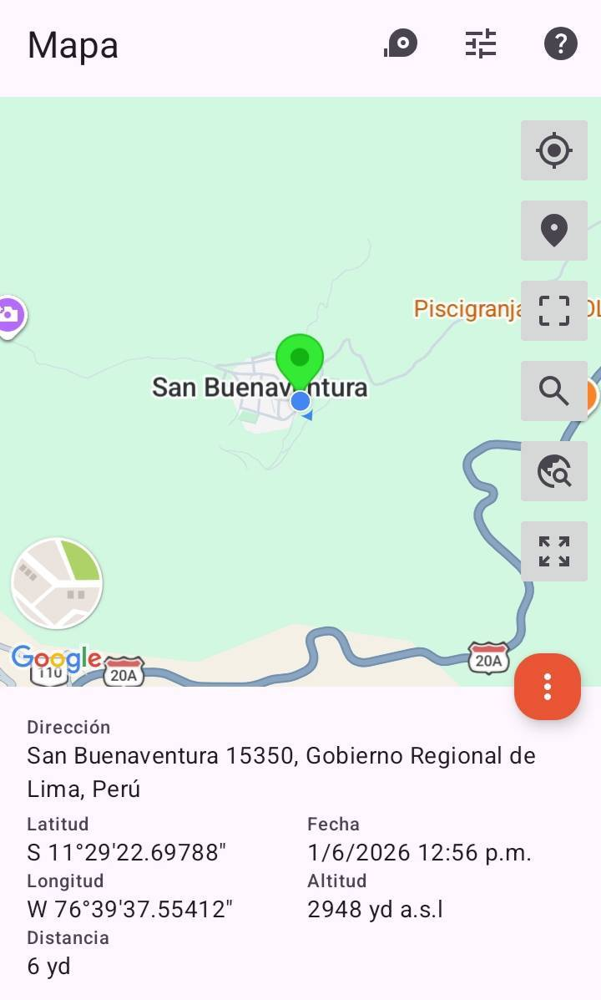 Mapa
Piscigranja
San Buenaventura
Google
110
20A
20A
Dirección
San Buenaventura 15350, Gobierno Regional de
Lima, Perú
Latitud
S 11°29'22.69788"
Fecha
1/6/2026 12:56 p.m.
Longitud
W 76°39'37.55412"
Altitud
2948 yd a.s.l
Distancia
6 yd